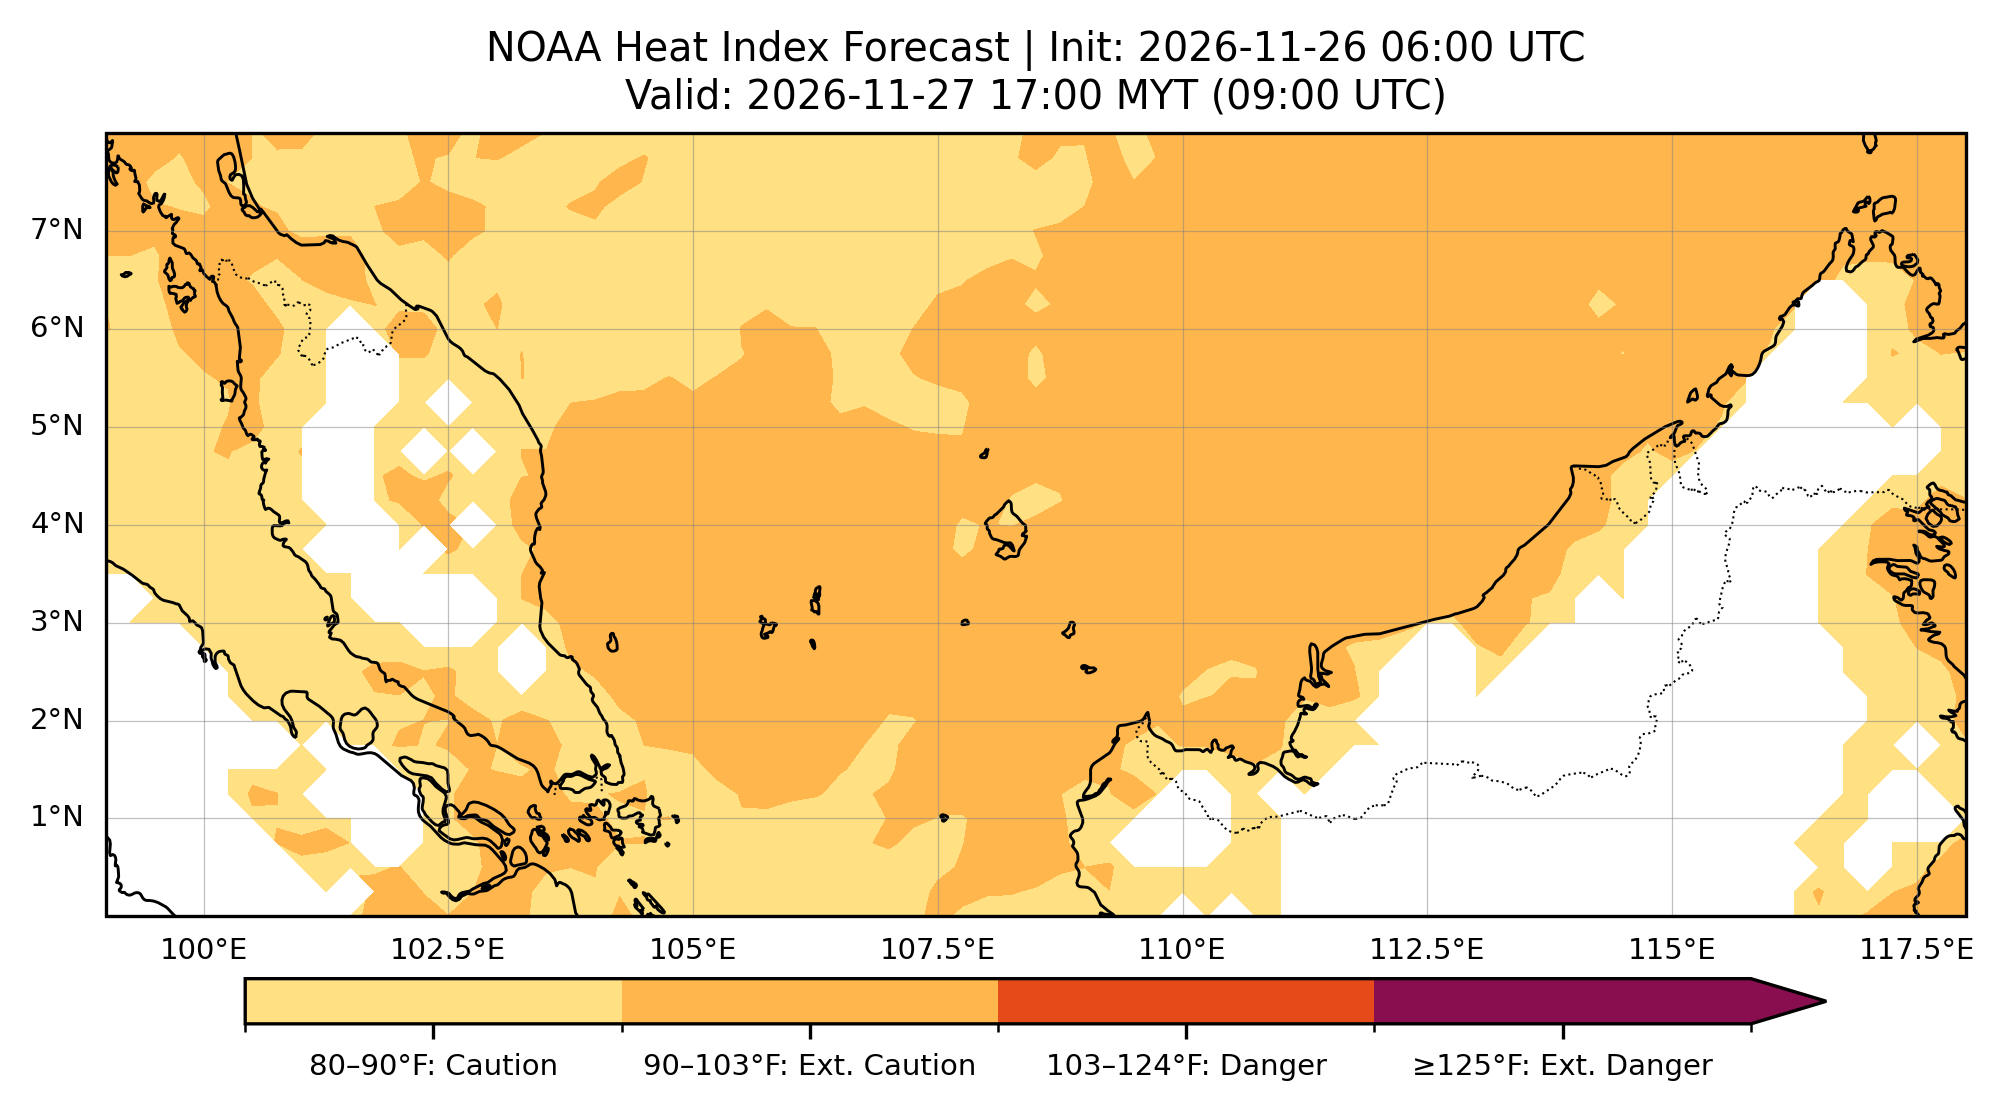 NOAA Heat Index Forecast | Init: 2026-11-26 06:00 UTC
Valid: 2026-11-27 17:00 MYT (09:00 UTC)
7°N
6°N
5°N
4°N
3°N
2°N
1°N
100°E
102.5°E
105°E
107.5°E
110°E
112.5°E
115°E
117.5°E
80–90°F: Caution
90–103°F: Ext. Caution
103–124°F: Danger
≥125°F: Ext. Danger